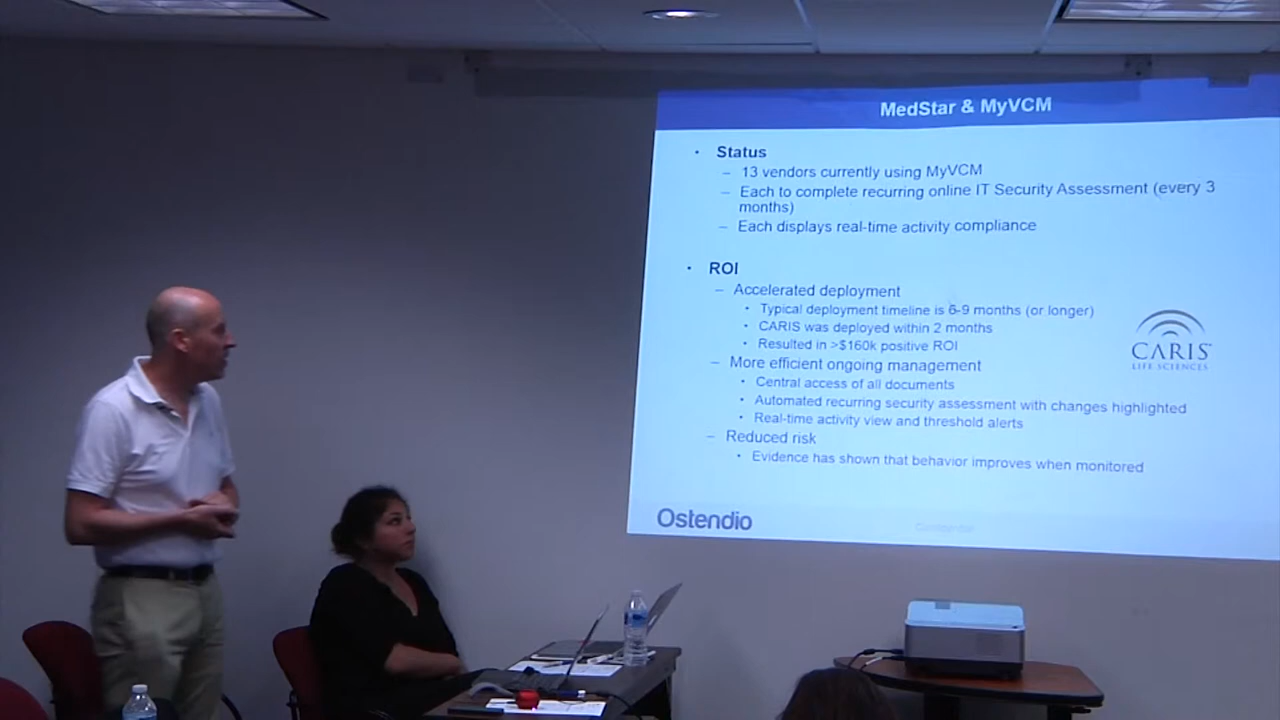 MedStar & MyVCM
• Status
– 13 vendors currently using MyVCM
– Each to complete recurring online IT Security Assessment (every 3
months)
– Each displays real-time activity compliance
• ROI
– Accelerated deployment
• Typical deployment timeline is 6-9 months (or longer)
• CARIS was deployed within 2 months
• Resulted in >$160k positive ROI
– More efficient ongoing management
• Central access of all documents
• Automated recurring security assessment with changes highlighted
• Real-time activity view and threshold alerts
– Reduced risk
• Evidence has shown that behavior improves when monitored
CARIS
LIFE SCIENCES
Ostendio
Confidential